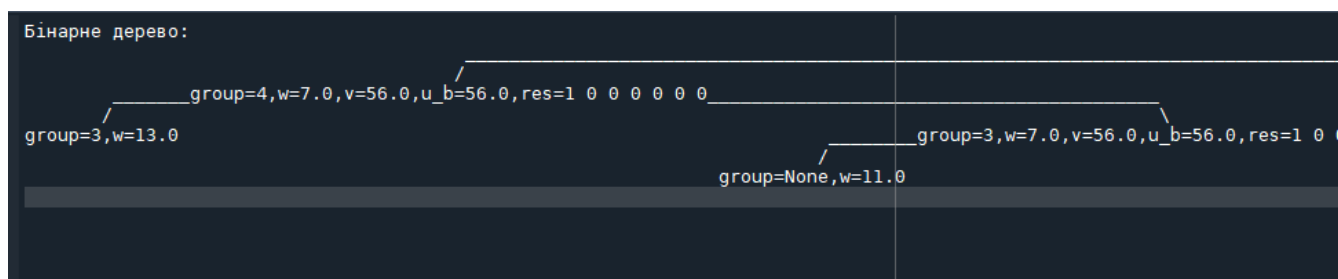 Бінарне дерево:
group=4,w=7.0,v=56.0,u_b=56.0,res=1 0 0 0 0 0 0
group=3,w=13.0
group=3,w=7.0,v=56.0,u_b=56.0,res=1 0
group=None,w=11.0